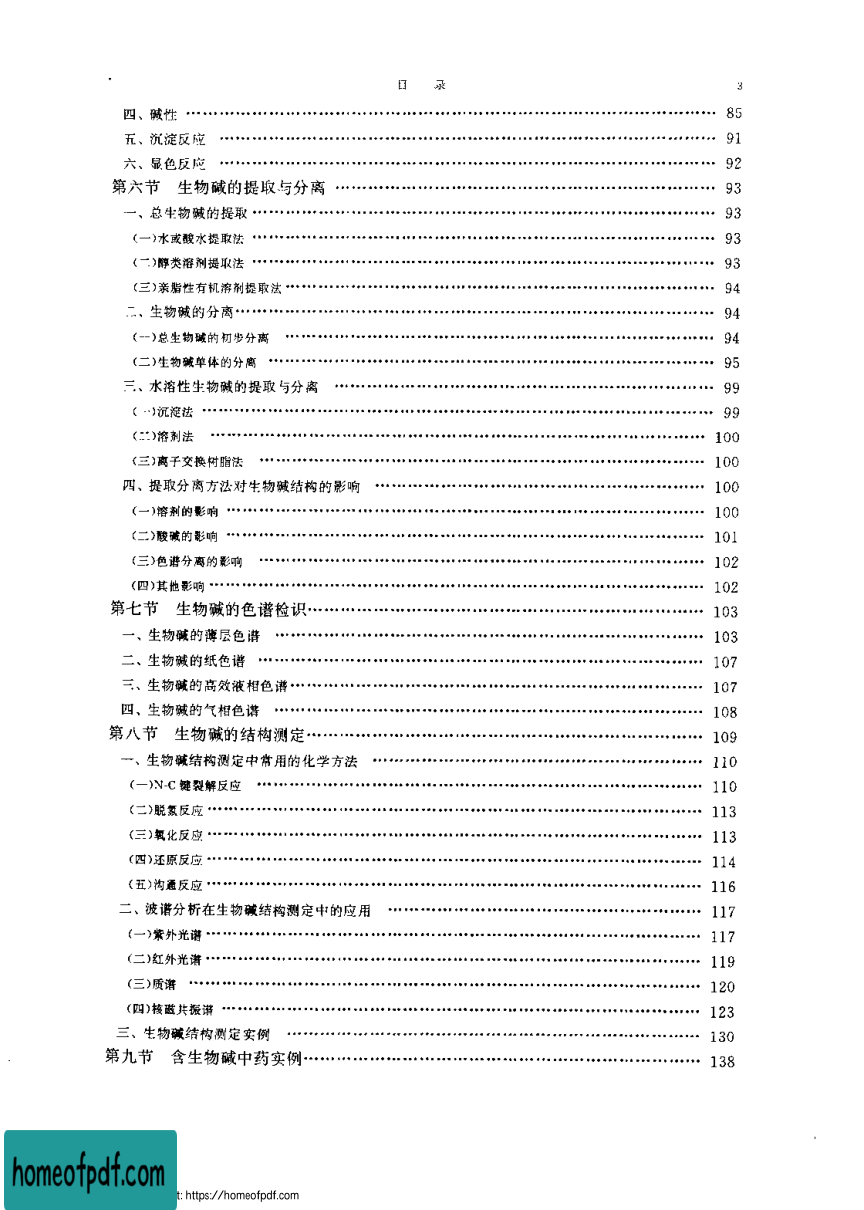 目 录 3
四、碱性 …… 85
五、沉淀反应 …… 91
六、显色反应 …… 92
第六节 生物碱的提取与分离 …… 93
一、总生物碱的提取 …… 93
(一)水或酸水提取法 …… 93
(二)醇类溶剂提取法 …… 93
(三)亲脂性有机溶剂提取法 …… 94
二、生物碱的分离 …… 94
(一)总生物碱的初步分离 …… 94
(二)生物碱单体的分离 …… 95
三、水溶性生物碱的提取与分离 …… 99
(一)沉淀法 …… 99
(二)溶剂法 …… 100
(三)离子交换树脂法 …… 100
四、提取分离方法对生物碱结构的影响 …… 100
(一)溶剂的影响 …… 100
(二)酸碱的影响 …… 101
(三)色谱分离的影响 …… 102
(四)其他影响 …… 102
第七节 生物碱的色谱检识 …… 103
一、生物碱的薄层色谱 …… 103
二、生物碱的纸色谱 …… 107
三、生物碱的高效液相色谱 …… 107
四、生物碱的气相色谱 …… 108
第八节 生物碱的结构测定 …… 109
一、生物碱结构测定中常用的化学方法 …… 110
(一)N-C 键裂解反应 …… 110
(二)脱氢反应 …… 113
(三)氧化反应 …… 113
(四)还原反应 …… 114
(五)沟通反应 …… 116
二、波谱分析在生物碱结构测定中的应用 …… 117
(一)紫外光谱 …… 117
(二)红外光谱 …… 119
(三)质谱 …… 120
(四)核磁共振谱 …… 123
三、生物碱结构测定实例 …… 130
第九节 含生物碱中药实例 …… 138
homeofpdf.com
t: https://homeofpdf.com